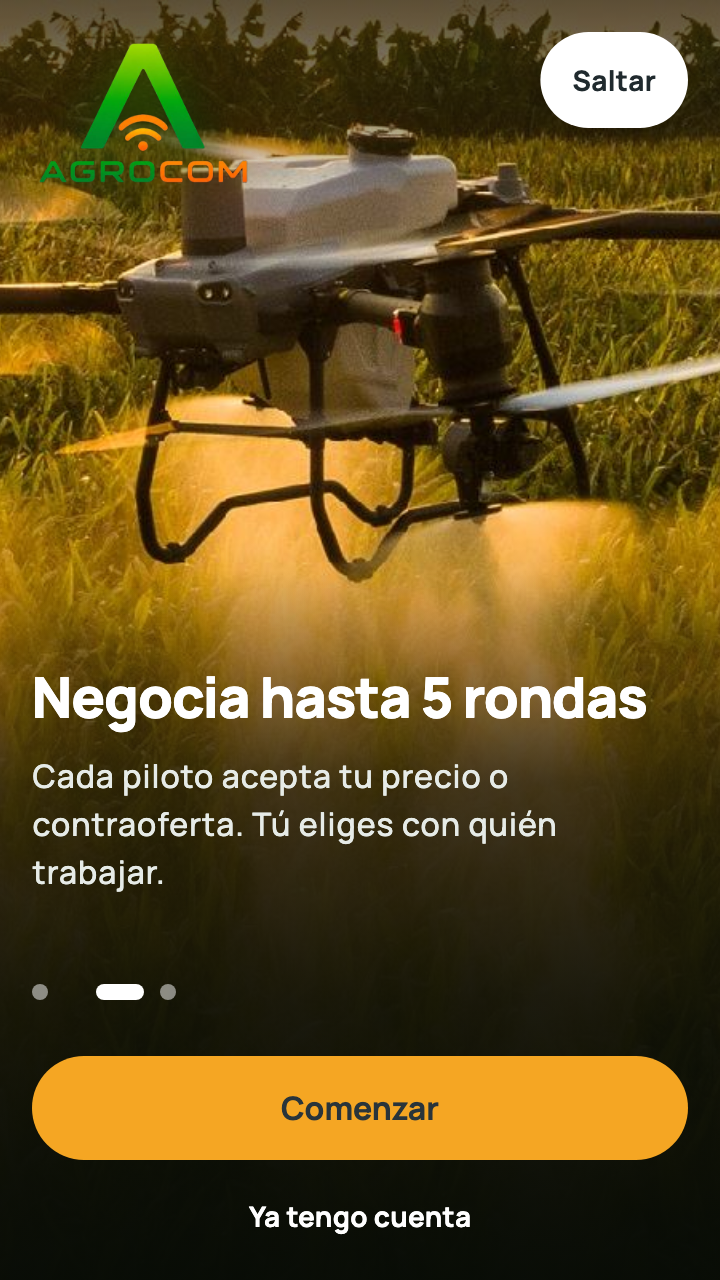 Saltar
AGROCOM
Negocia hasta 5 rondas
Cada piloto acepta tu precio o
contraoferta. Tú eliges con quién
trabajar.
Comenzar
Ya tengo cuenta